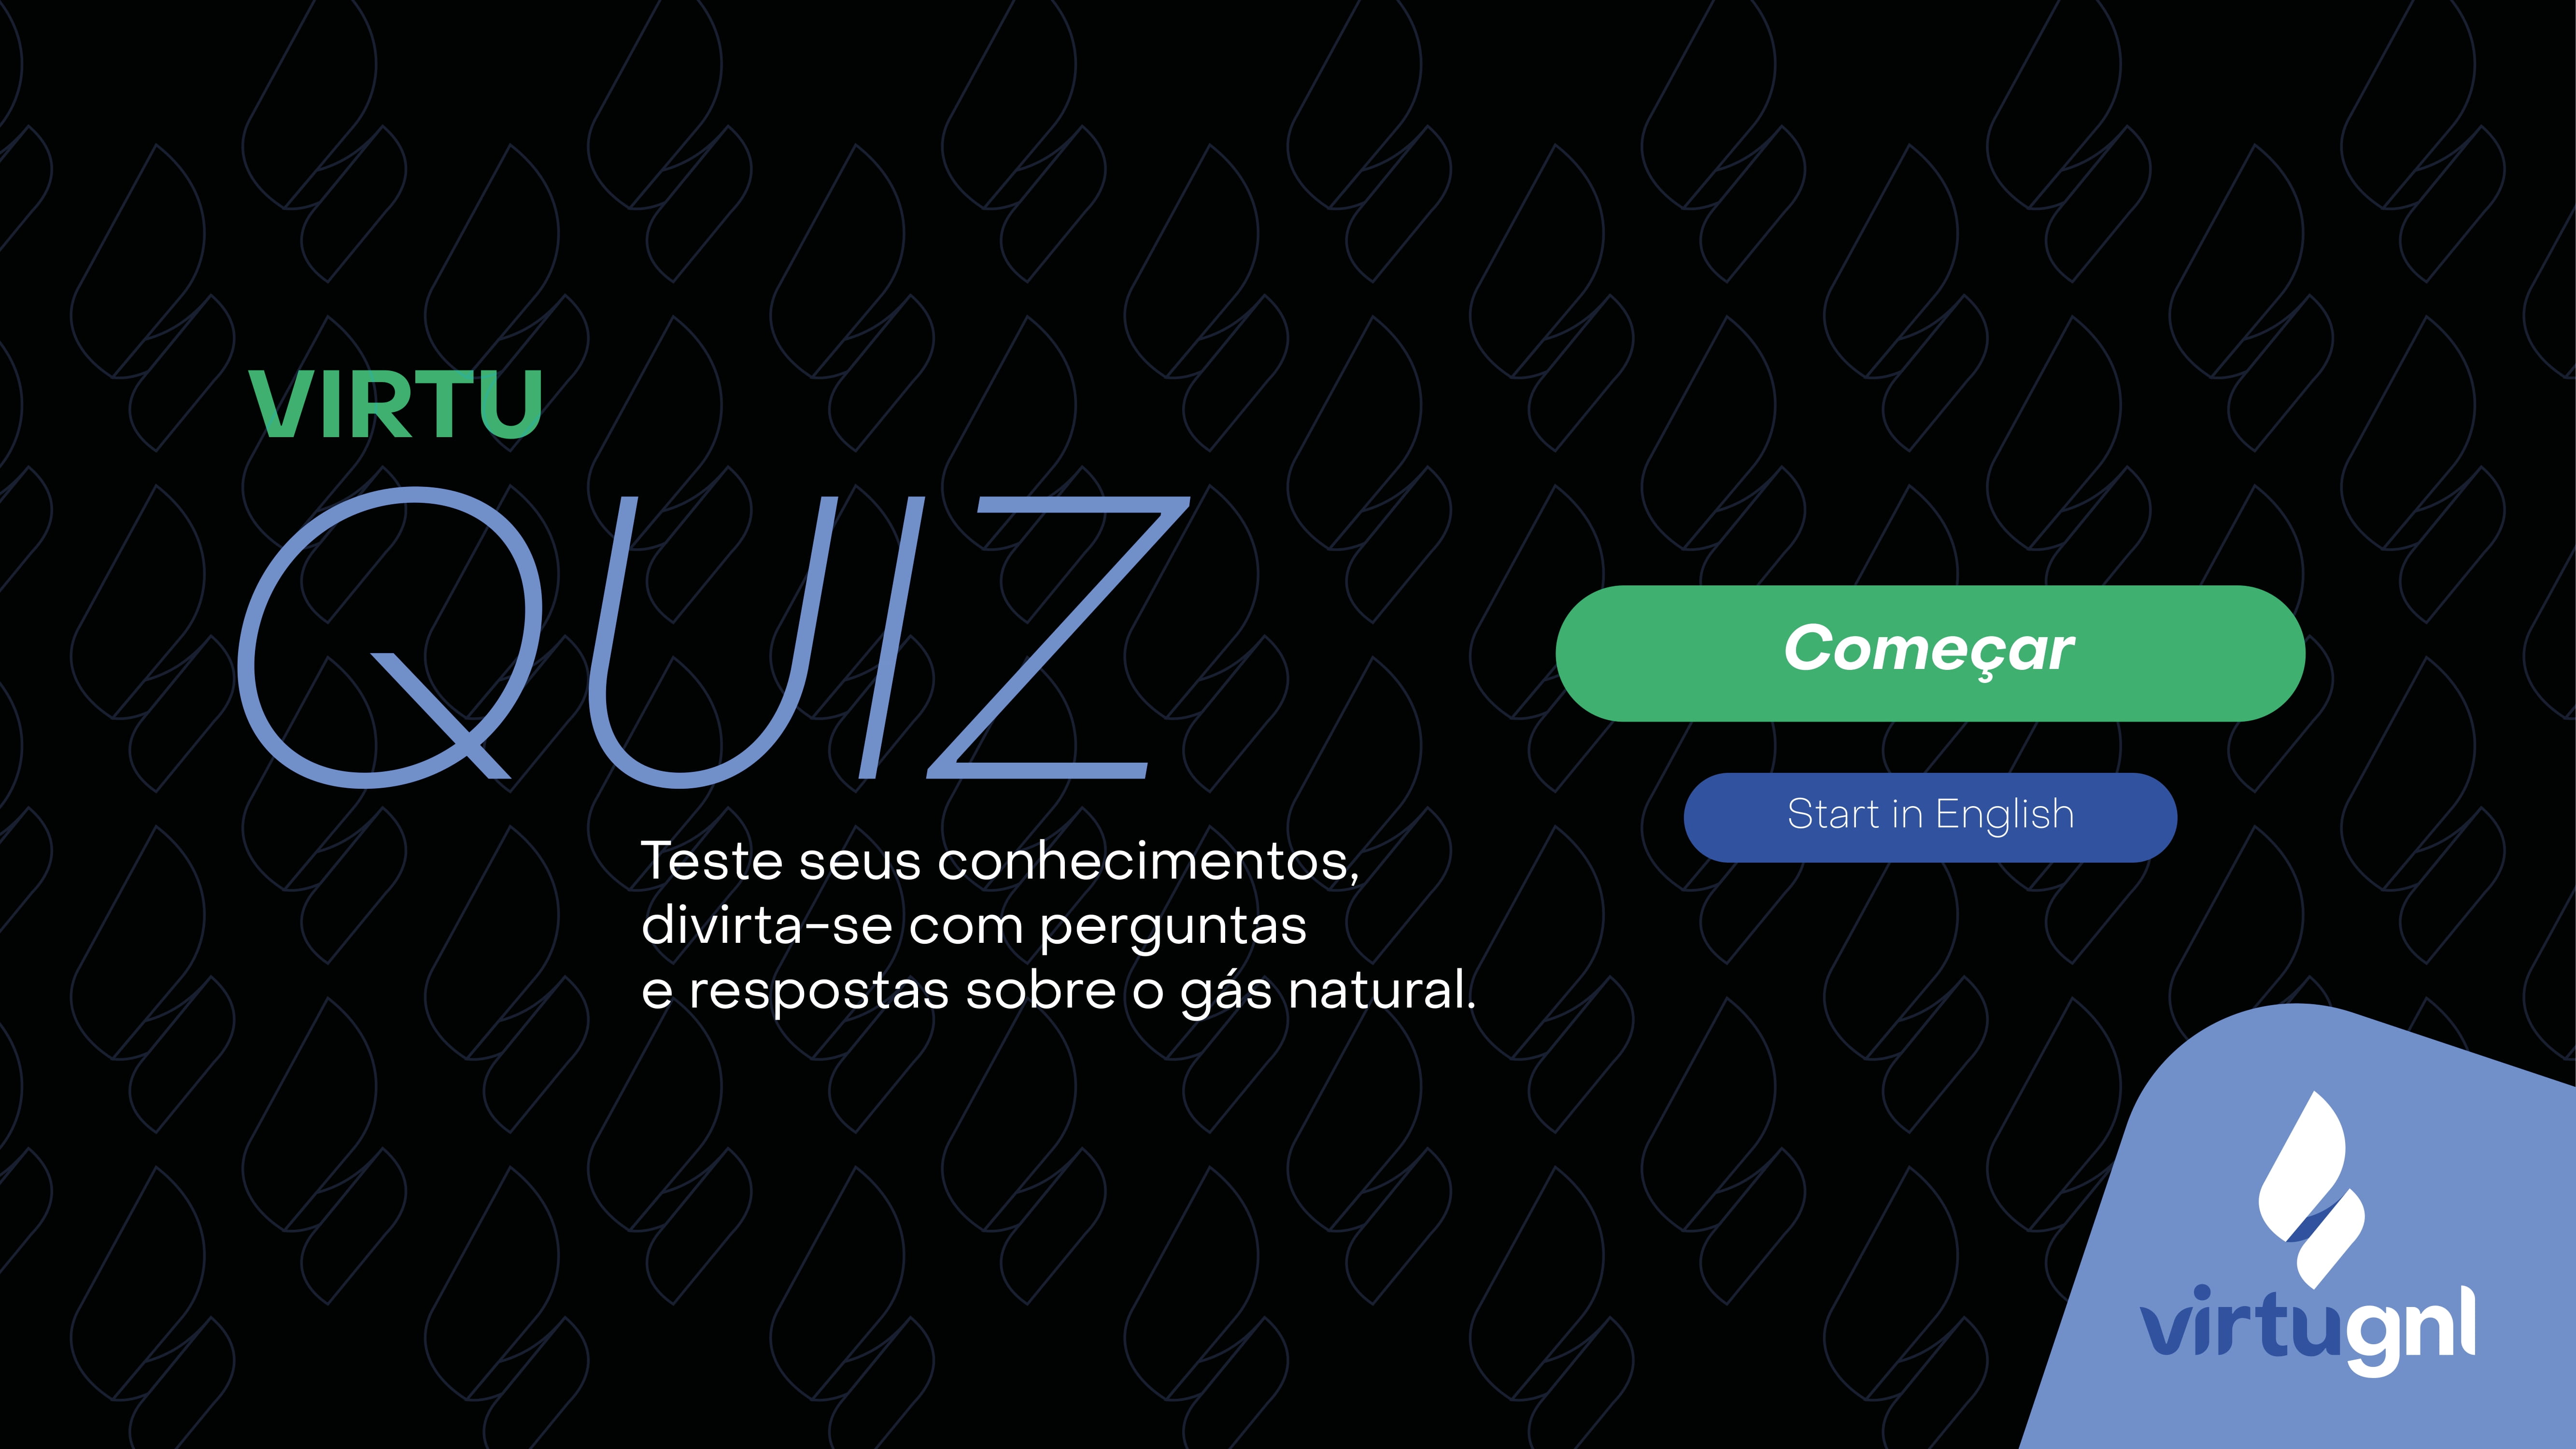 VIRTU
QUIZ
Teste seus conhecimentos,
divirta-se com perguntas
e respostas sobre o gás natural.
Começar
Start in English
virtugnl